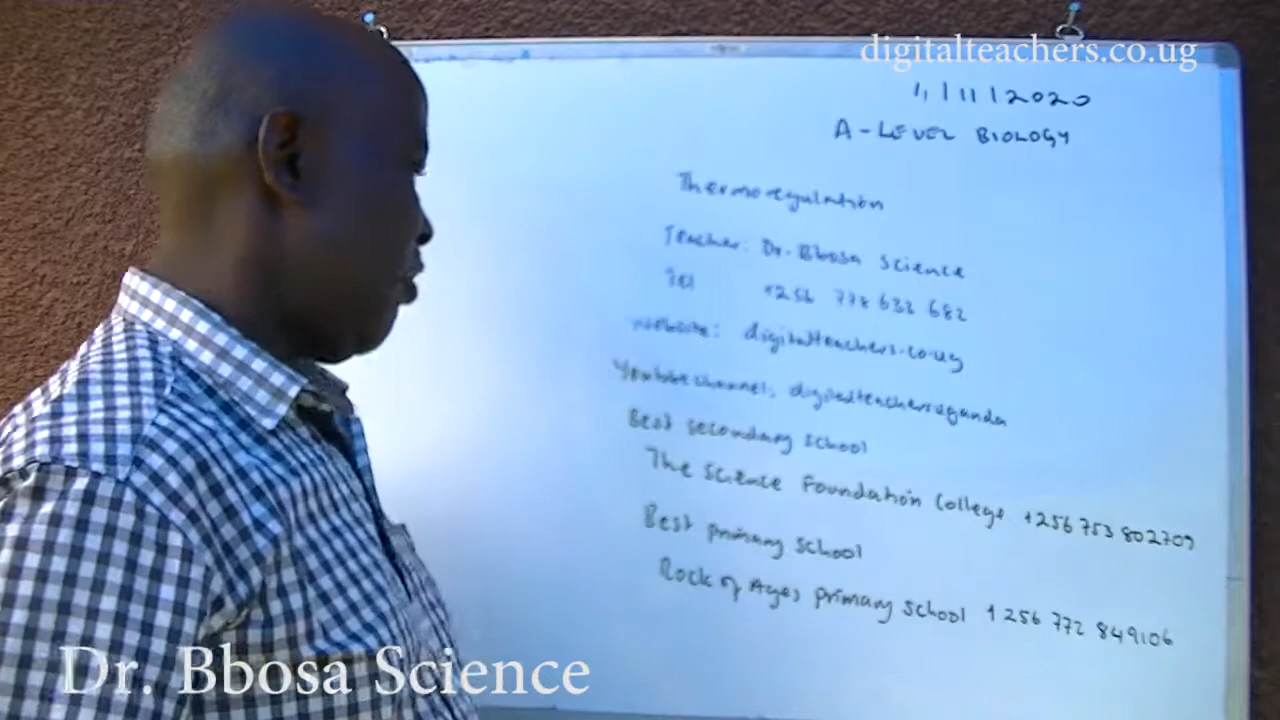 digitalteachers.co.ug
1/11/2020
A-LEVEL BIOLOGY
Thermoregulation
Teacher: Dr. Bbosa Science
Tel +256 778 633 682
Website: digitalteachers.co.ug
Youtube channel: digitalteachersuganda
Best secondary school
The Science Foundation College +256 753 802709
Best primary school
Rock of Ages primary school +256 772 849106
Dr. Bbosa Science